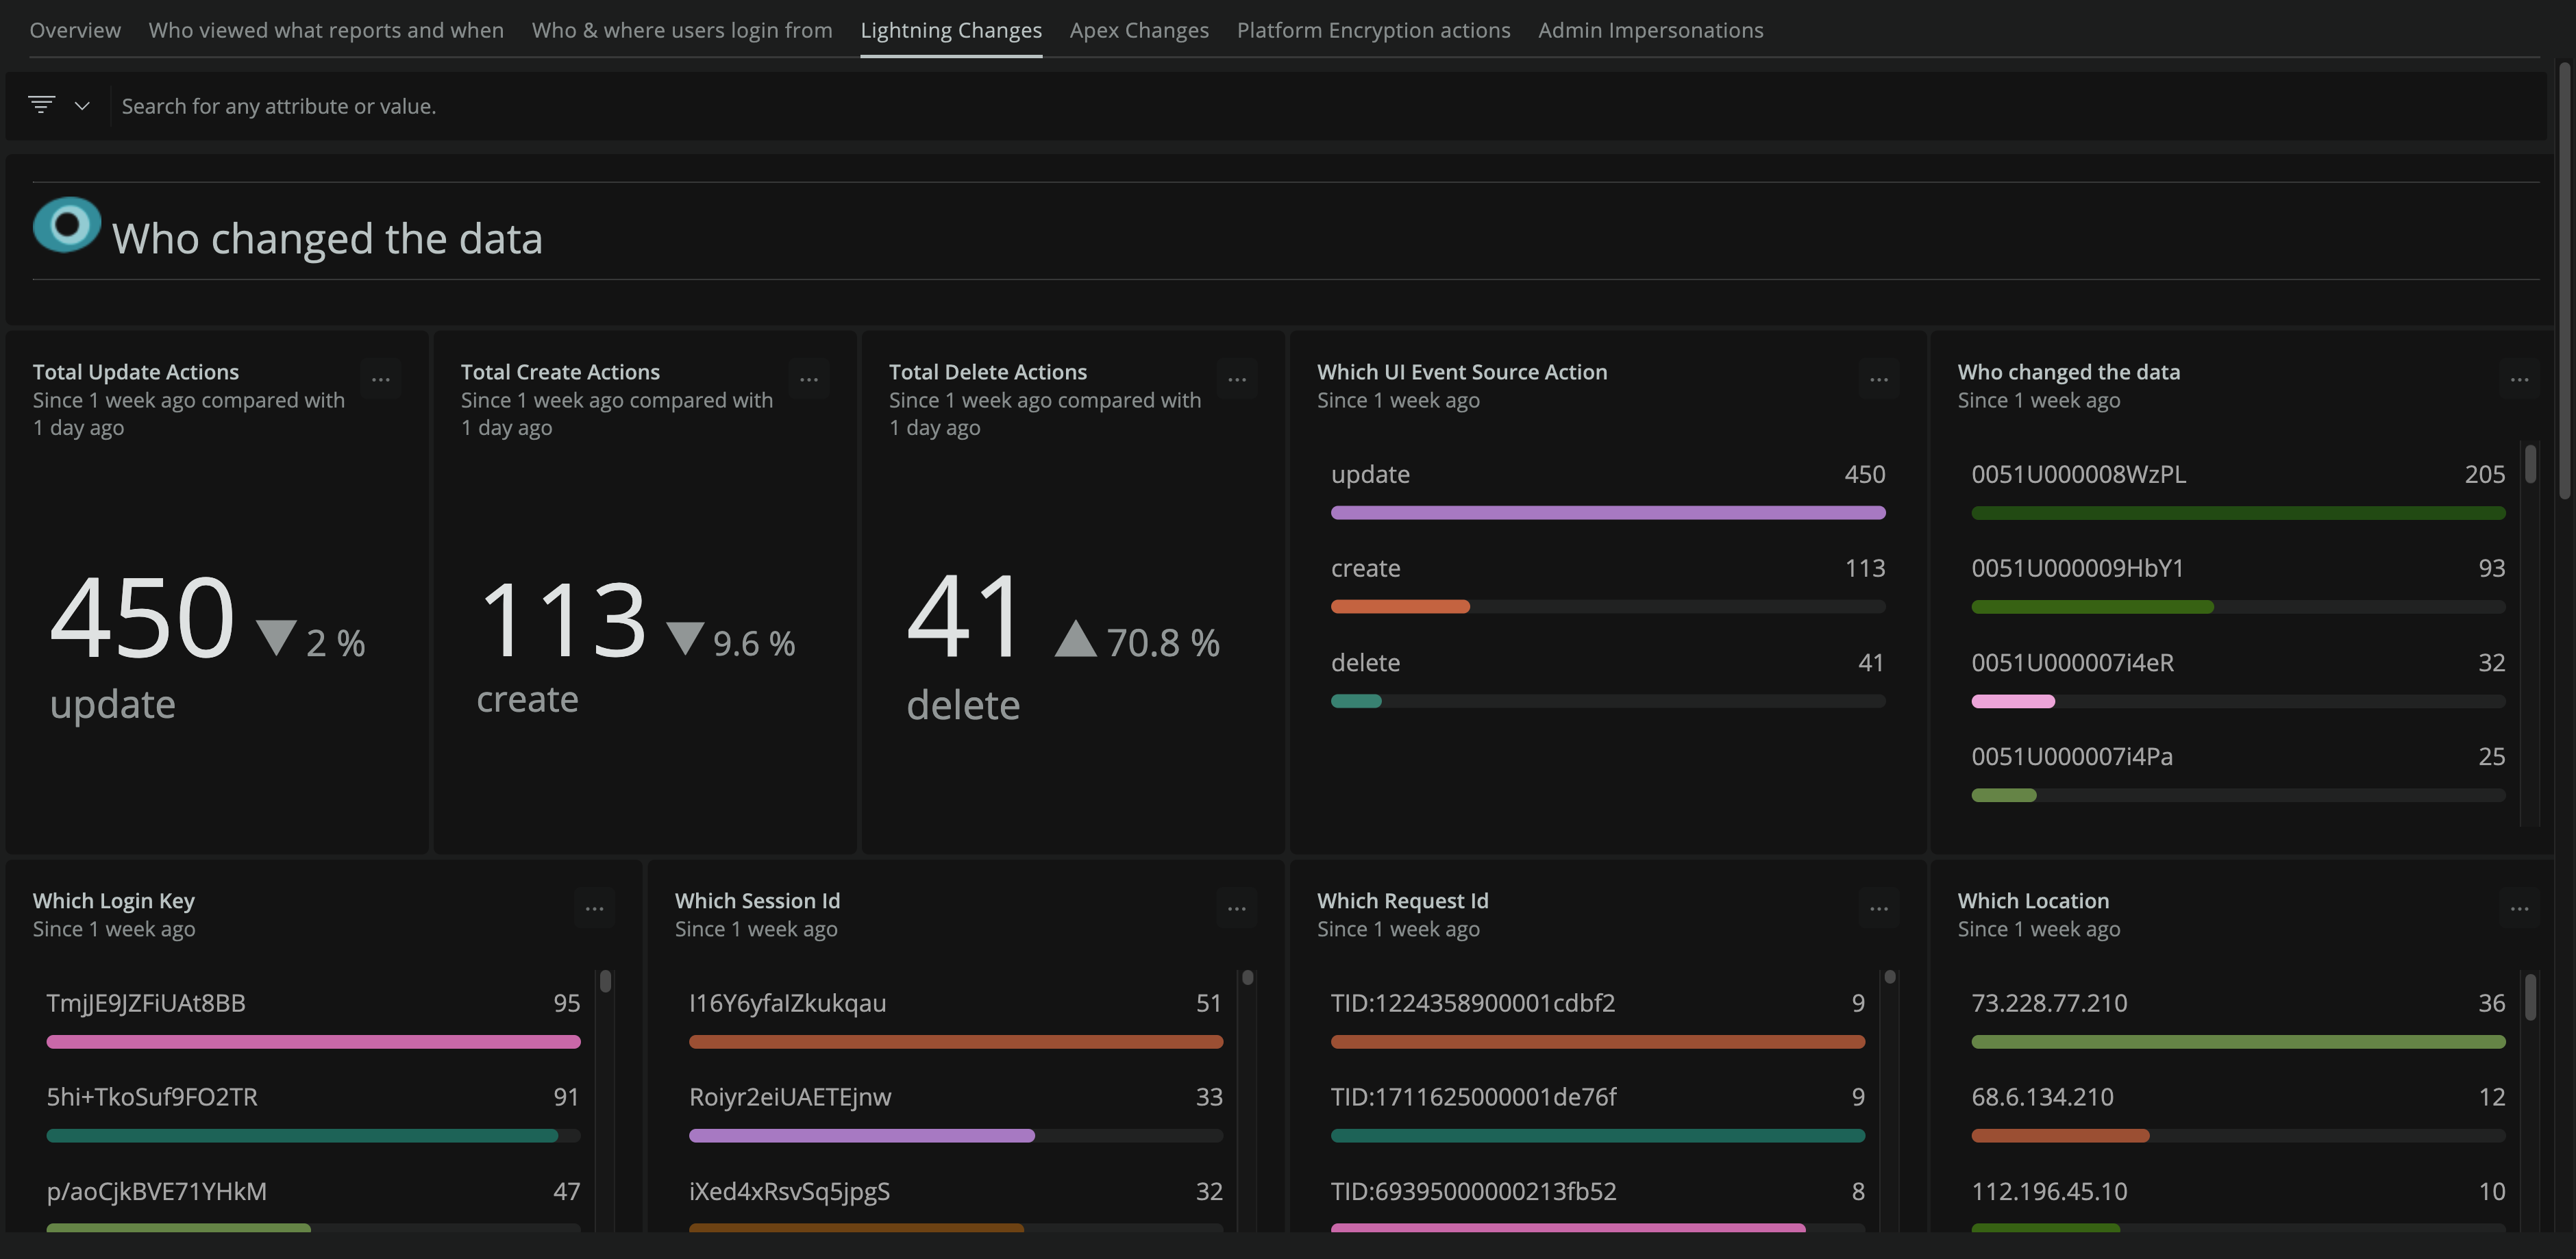 Overview Who viewed what reports and when Who & where users login from Lightning Changes Apex Changes Platform Encryption actions Admin Impersonations
Search for any attribute or value.
Who changed the data
Total Update Actions
Since 1 week ago compared with
1 day ago
450 2 %
update
Total Create Actions
Since 1 week ago compared with
1 day ago
113 9.6 %
create
Total Delete Actions
Since 1 week ago compared with
1 day ago
41 70.8 %
delete
Which UI Event Source Action
Since 1 week ago
update 450
create 113
delete 41
Who changed the data
Since 1 week ago
0051U000008WzPL 205
0051U000009HbY1 93
0051U000007i4eR 32
0051U000007i4Pa 25
Which Login Key
Since 1 week ago
TmjJE9JZFiUAt8BB 95
5hi+TkoSuf9FO2TR 91
p/aoCjkBVE71YHkM 47
Which Session Id
Since 1 week ago
I16Y6yfaIZkukqau 51
Roiyr2eiUAETEjnw 33
iXed4xRsvSq5jpgS 32
Which Request Id
Since 1 week ago
TID:1224358900001cdbf2 9
TID:1711625000001de76f 9
TID:69395000000213fb52 8
Which Location
Since 1 week ago
73.228.77.210 36
68.6.134.210 12
112.196.45.10 10